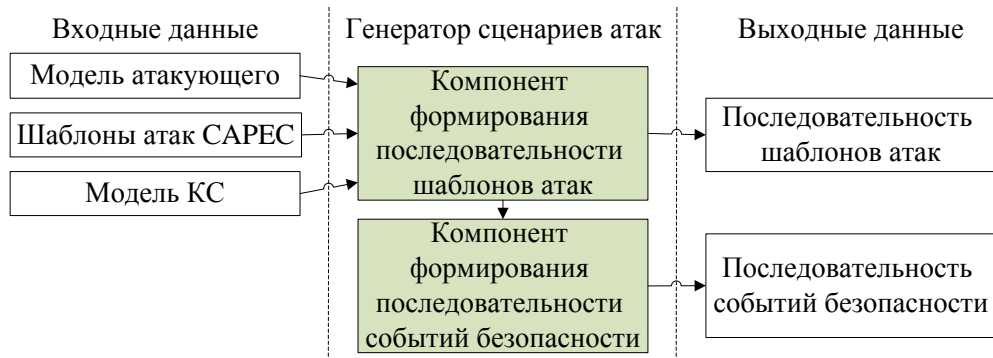 Входные данные
Генератор сценариев атак
Выходные данные
Модель атакующего
Шаблоны атак CAPEC
Модель КС
Компонент
формирования
последовательности
шаблонов атак
Последовательность
шаблонов атак
Компонент
формирования
последовательности
событий безопасности
Последовательность
событий безопасности